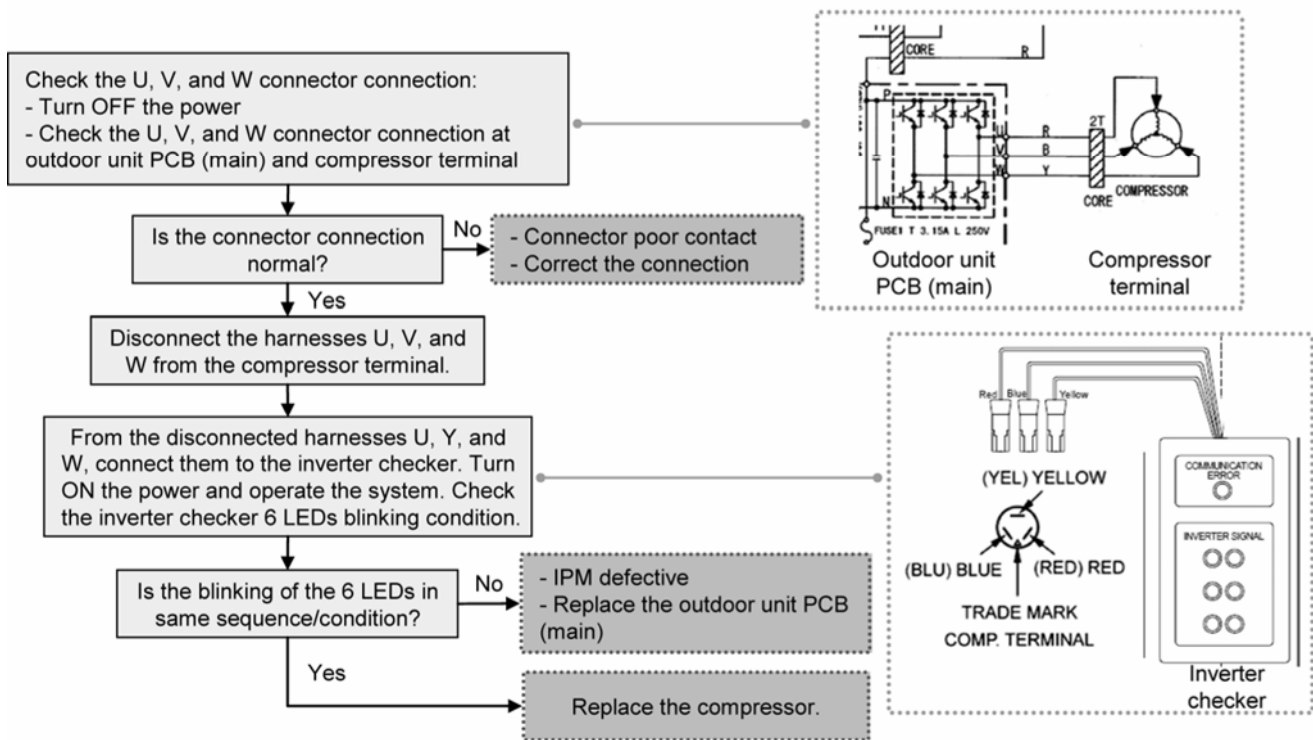 Check the U, V, and W connector connection:
- Turn OFF the power
- Check the U, V, and W connector connection at
outdoor unit PCB (main) and compressor terminal
Is the connector connection
normal?
No
- Connector poor contact
- Correct the connection
Yes
Disconnect the harnesses U, V, and
W from the compressor terminal.
From the disconnected harnesses U, Y, and
W, connect them to the inverter checker. Turn
ON the power and operate the system. Check
the inverter checker 6 LEDs blinking condition.
Is the blinking of the 6 LEDs in
same sequence/condition?
No
- IPM defective
- Replace the outdoor unit PCB
(main)
Yes
Replace the compressor.
CORE
R
P
2T
U R
V B
W Y
N
CORE
COMPRESSOR
FUSE1 T 3.15A L 250V
Outdoor unit
PCB (main)
Compressor
terminal
Red Blue Yellow
(YEL) YELLOW
(BLU) BLUE
(RED) RED
TRADE MARK
COMP. TERMINAL
COMMUNICATION
ERROR
INVERTER SIGNAL
Inverter
checker